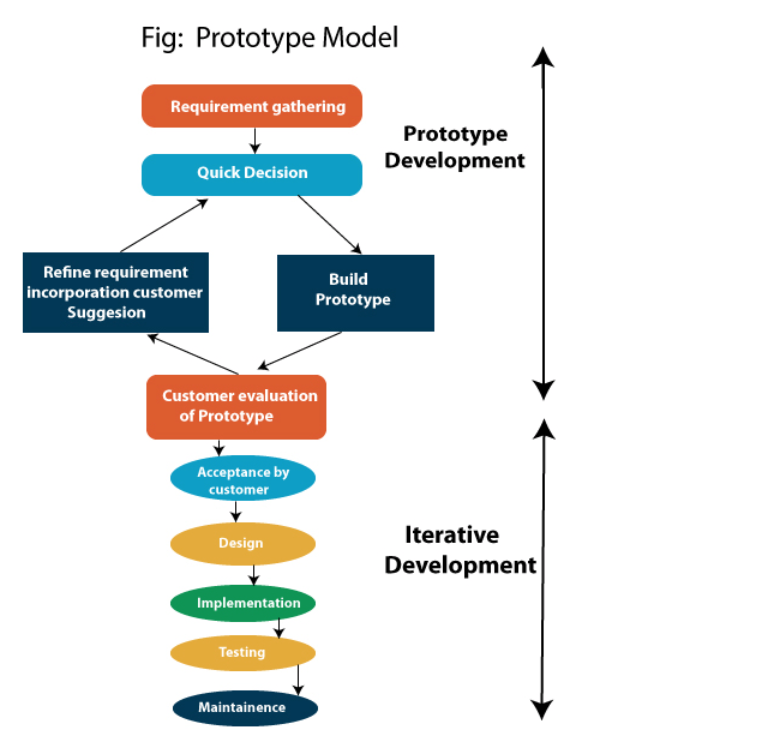 Fig: Prototype Model
Requirement gathering
Prototype
Development
Quick Decision
Refine requirement
incorporation customer
Suggesion
Build
Prototype
Customer evaluation
of Prototype
Acceptance by
customer
Design
Iterative
Development
Implementation
Testing
Maintainence